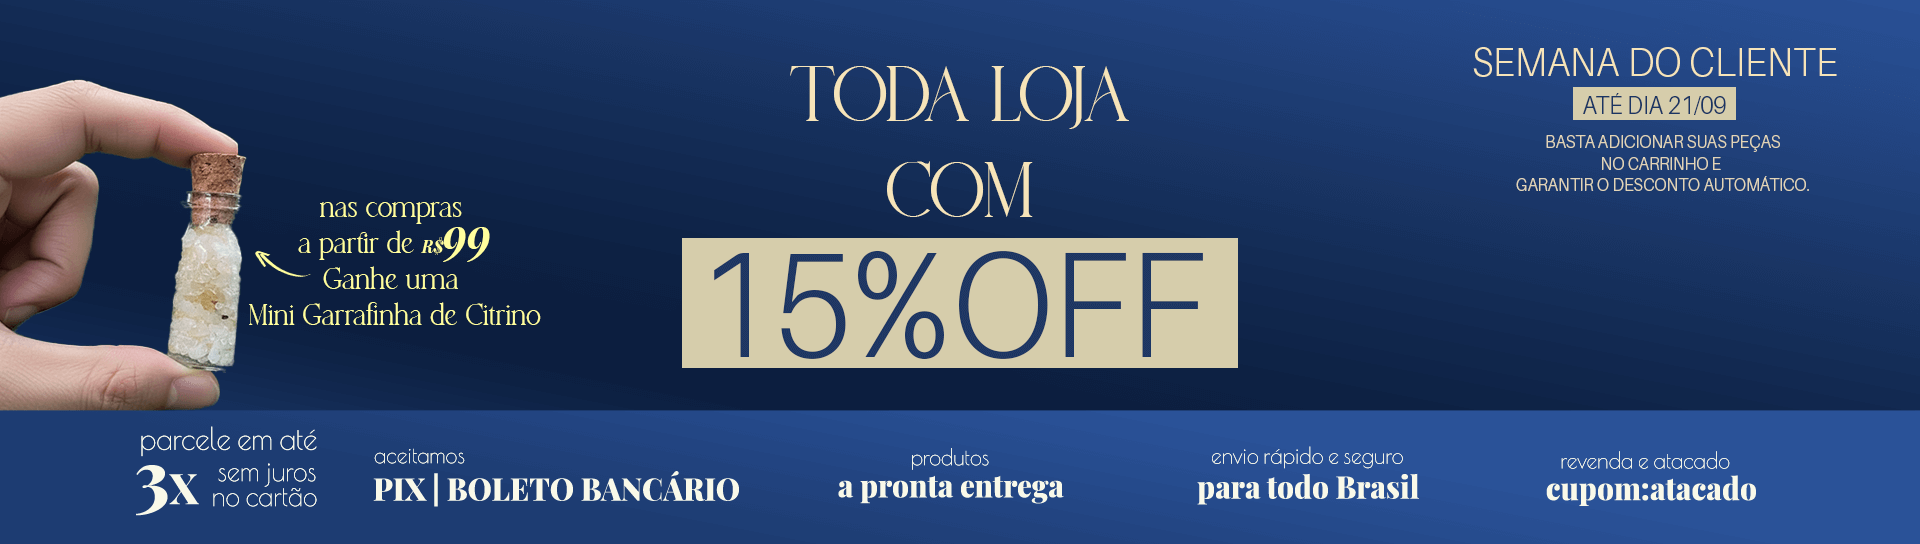 TODA LOJA
COM
15%OFF
SEMANA DO CLIENTE
ATÉ DIA 21/09
BASTA ADICIONAR SUAS PEÇAS
NO CARRINHO E
GARANTIR O DESCONTO AUTOMÁTICO.
nas compras
a partir de R$99
Ganhe uma
Mini Garrafinha de Citrino
parcele em até
3x sem juros
no cartão
aceitamos
PIX | BOLETO BANCÁRIO
produtos
a pronta entrega
envio rápido e seguro
para todo Brasil
revenda e atacado
cupom:atacado